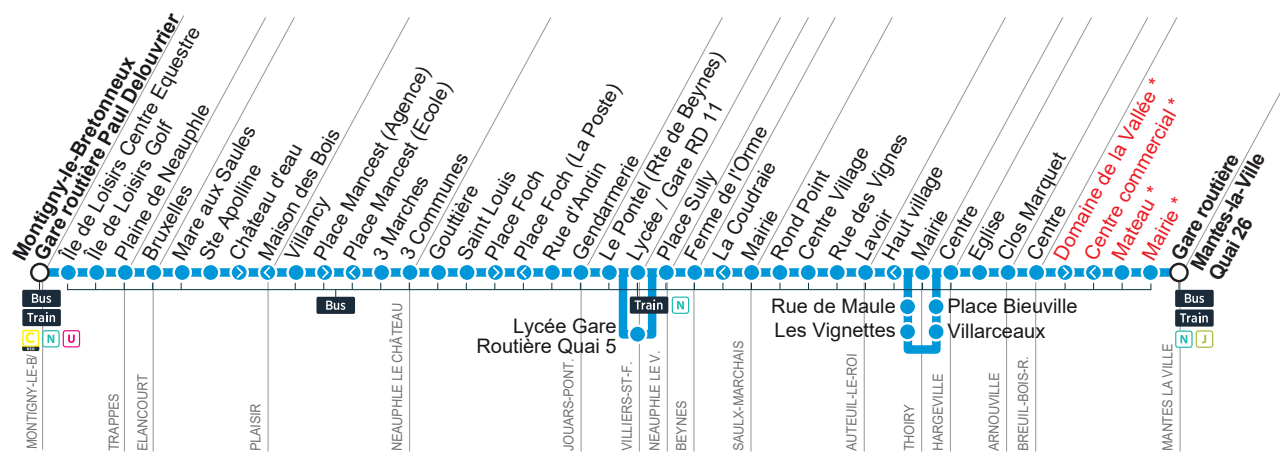 Montigny-le-Bretonneux
Gare routière Paul Delouvrier
Île de Loisirs Centre Equestre
Île de Loisirs Golf
Plaine de Neauphle
Bruxelles
Mare aux Saules
Ste Apolline
Château d'eau
Maison des Bois
Villancy
Place Mancest (Agence)
Place Mancest (Ecole)
3 Marches
3 Communes
Gouttière
Saint Louis
Place Foch
Place Foch (La Poste)
Rue d'Andin
Gendarmerie
Le Pontel (Rte de Beynes)
Lycée / Gare RD 11
Place Sully
Ferme de l'Orme
La Coudraie
Mairie
Rond Point
Centre Village
Rue des Vignes
Lavoir
Haut village
Mairie
Centre
Eglise
Clos Marquet
Centre
Domaine de la Vallée *
Centre commercial *
Mateau *
Mairie *
Gare routière
Mantes-la-Ville
Quai 26
Bus
Train
C N U
Bus
Train N
Lycée Gare
Routière Quai 5
Rue de Maule
Les Vignettes
Place Bieuville
Villarceaux
Bus
Train
N J
MONTIGNY-LE-B/
TRAPPES
ELANCOURT
PLAISIR
NEAUPHLE LE CHÂTEAU
JOUARS-PONT.
VILLIERS-ST-F.
NEAUPHLE LE V.
BEYNES
SAULX-MARCHAIS
AUTEUIL-LE-ROI
THOIRY
HARGEVILLE
ARNOUVILLE
BREUIL-BOIS-R.
MANTES LA VILLE